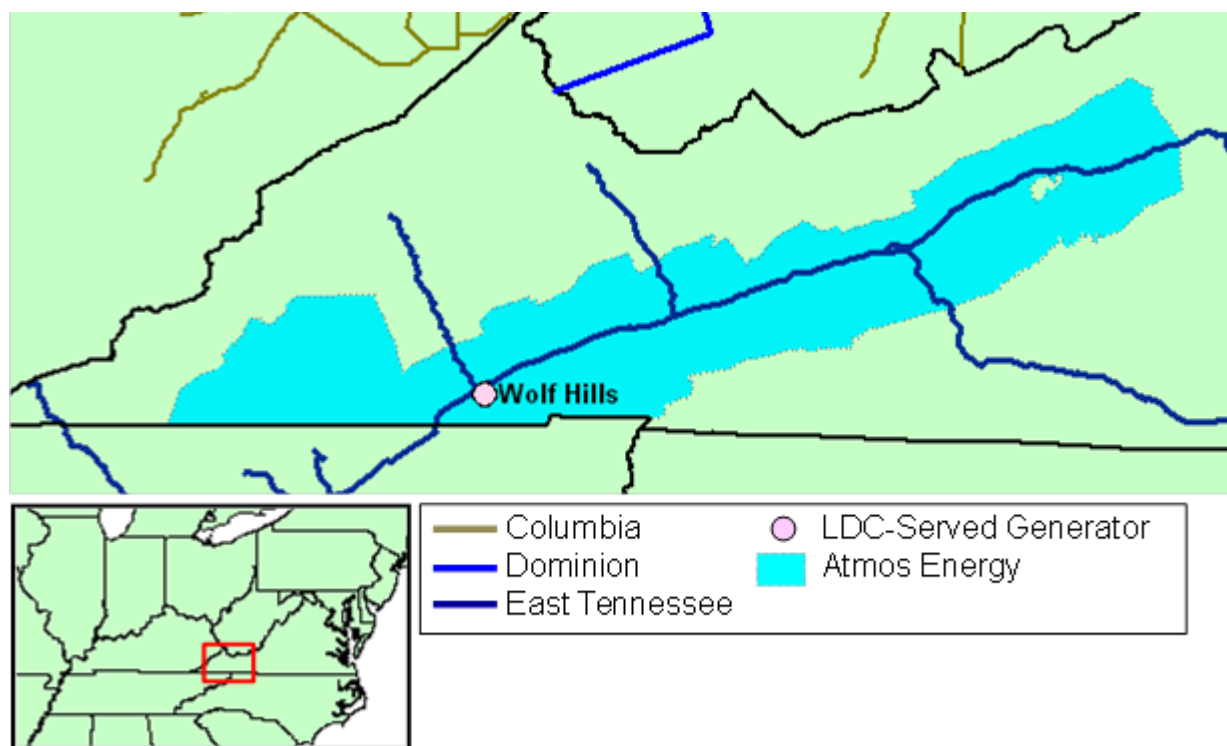 Wolf Hills
Columbia
Dominion
East Tennessee
LDC-Served Generator
Atmos Energy